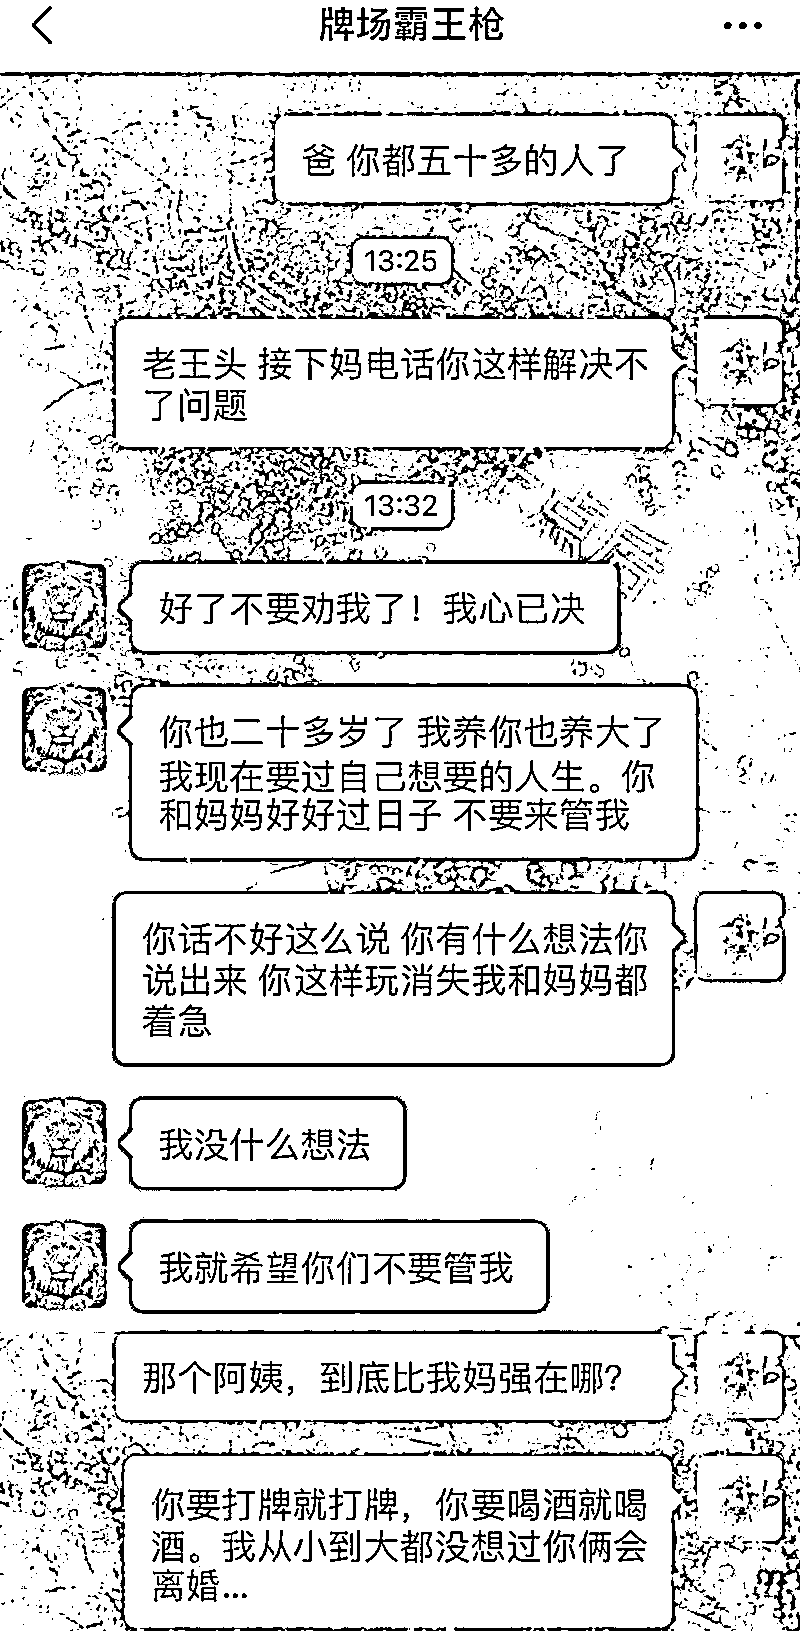 牌场霸王枪
爸 你都五十多的人了
13:25
老王头 接下妈电话你这样解决不
了问题
13:32
好了不要劝我了！我心已决
你也二十多岁了 我养你也养大了
我现在要过自己想要的人生。你
和妈妈好好过日子 不要来管我
你话不好这么说 你有什么想法你
说出来 你这样玩消失我和妈妈都
着急
我没什么想法
我就希望你们不要管我
那个阿姨，到底比我妈强在哪？
你要打牌就打牌，你要喝酒就喝
酒。我从小到大都没想过你俩会
离婚...